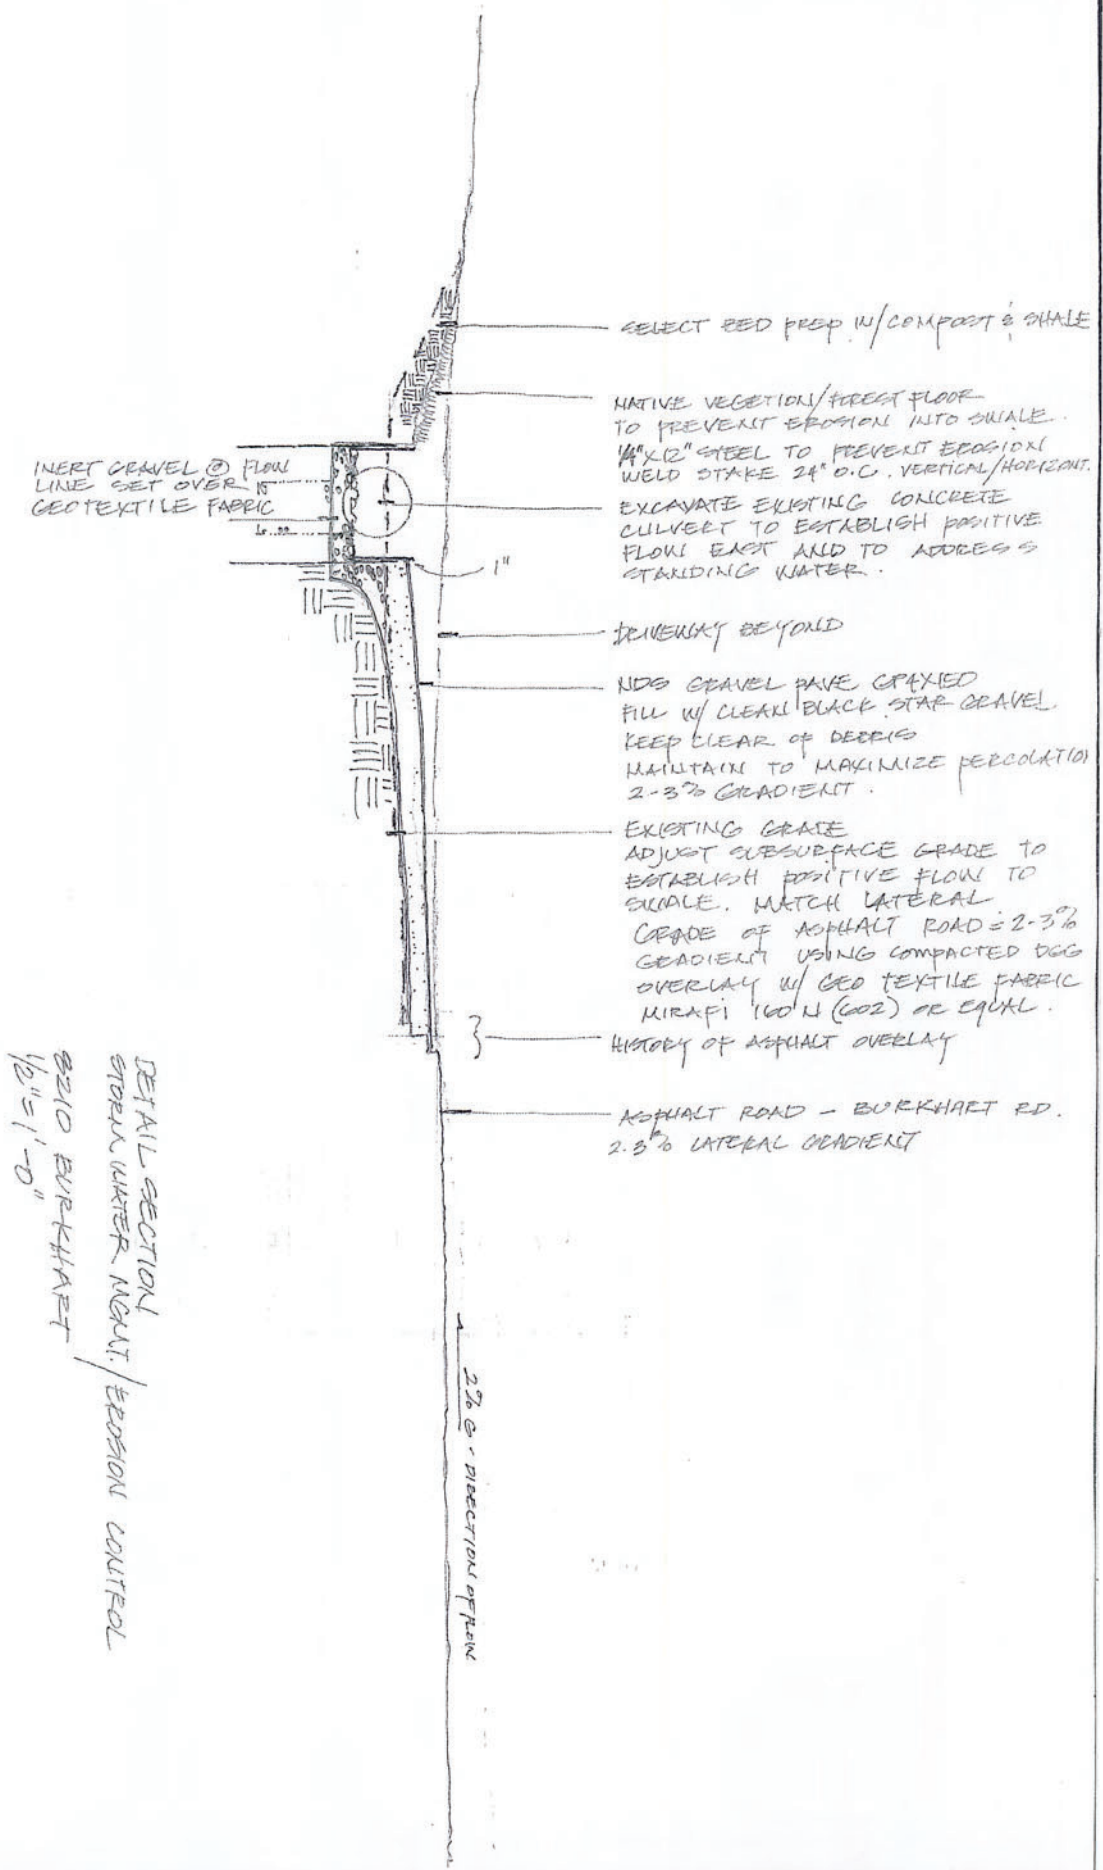 SELECT BED PREP W/COMPOST & SHALE
NATIVE VEGETION/FOREST FLOOR
TO PREVENT EROSION INTO SWALE.
1/4"X12" STEEL TO PREVENT EROSION
WELD STAKE 24" O.C. VERTICAL/HORIZONT.
INERT GRAVEL @ FLOW
LINE SET OVER
GEOTEXTILE FABRIC
EXCAVATE EXISTING CONCRETE
CULVERT TO ESTABLISH POSITIVE
FLOW EAST AND TO ADDRESS
STANDING WATER.
1"
DRIVEWAY BEYOND
NDS GRAVEL PAVE
FILL W/ CLEAN BLACK STAR GRAVEL
KEEP CLEAR OF DEBRIS
MAINTAIN TO MAXIMIZE PERCOLATION
2-3% GRADIENT.
EXISTING GRADE
ADJUST SUBSURFACE GRADE TO
ESTABLISH POSITIVE FLOW TO
SWALE. MATCH LATERAL
GRADE OF ASPHALT ROAD = 2-3%
GRADIENT USING COMPACTED DGG
OVERLAY W/ GEO TEXTILE FABRIC
MIRAFI 160 N (602) OR EQUAL.
HISTORY OF ASPHALT OVERLAY
ASPHALT ROAD - BURKHART RD.
2.3% LATERAL GRADIENT
2% DIRECTION OF FLOW
DETAIL SECTION
STORM WATER MGMT./EROSION CONTROL
8210 BURKHART
1/2" = 1'-0"